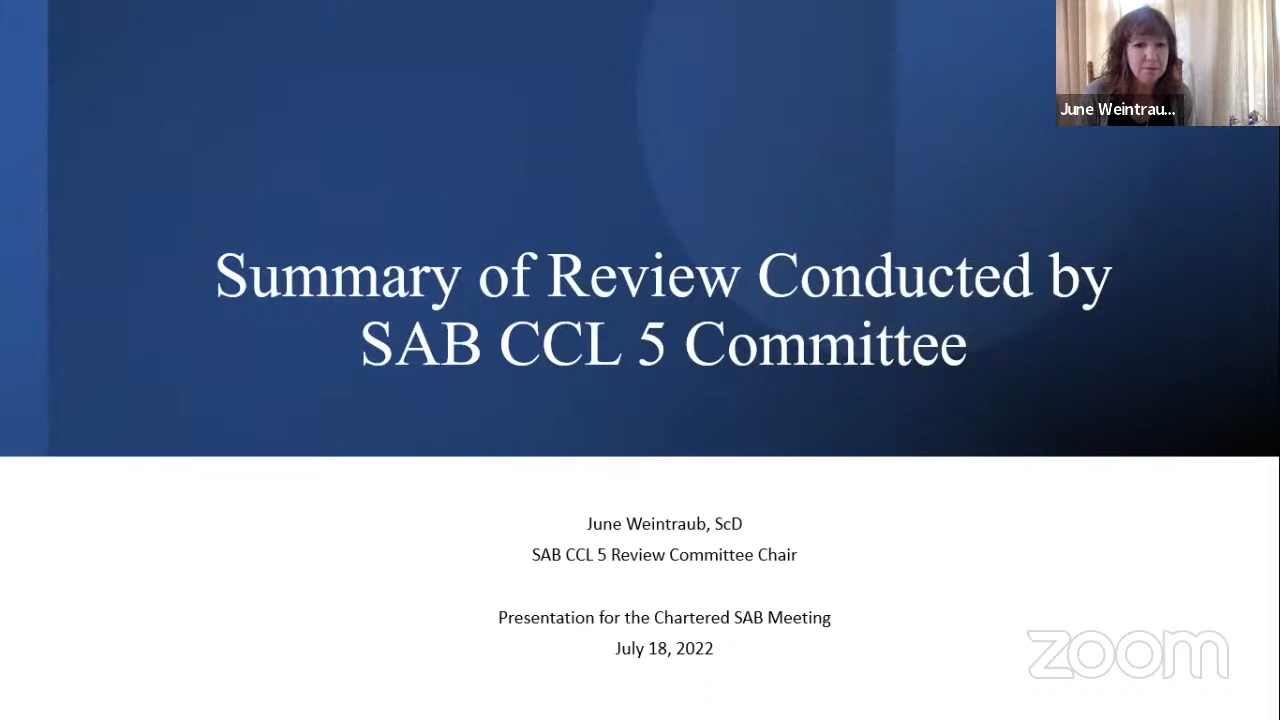 June Weintrau...
Summary of Review Conducted by
SAB CCL 5 Committee
June Weintraub, ScD
SAB CCL 5 Review Committee Chair
Presentation for the Chartered SAB Meeting
July 18, 2022
zoom